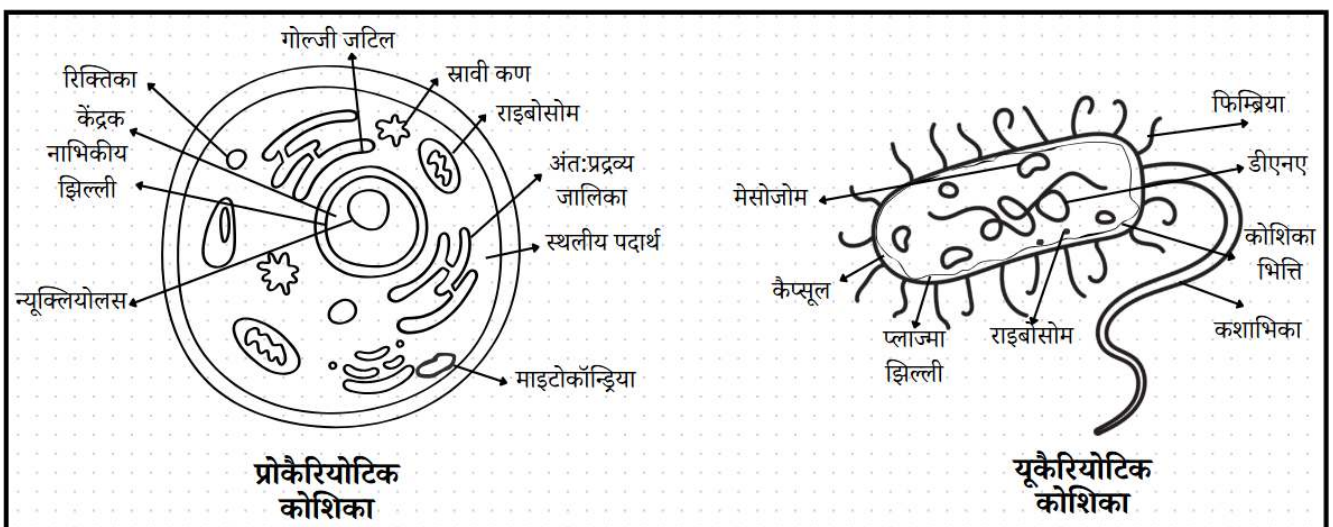 गोल्जी जटिल
रिक्तिका
स्रावी कण
केंद्रक
राइबोसोम
नाभिकीय
झिल्ली
अंत:प्रद्रव्य
जालिका
स्थलीय पदार्थ
न्यूक्लियोलस
माइटोकॉन्ड्रिया
प्रोकैरियोटिक
कोशिका
फिम्ब्रिया
डीएनए
मेसोजोम
कोशिका
भित्ति
कैप्सूल
प्लाज्मा
झिल्ली
राइबोसोम
कशाभिका
यूकैरियोटिक
कोशिका